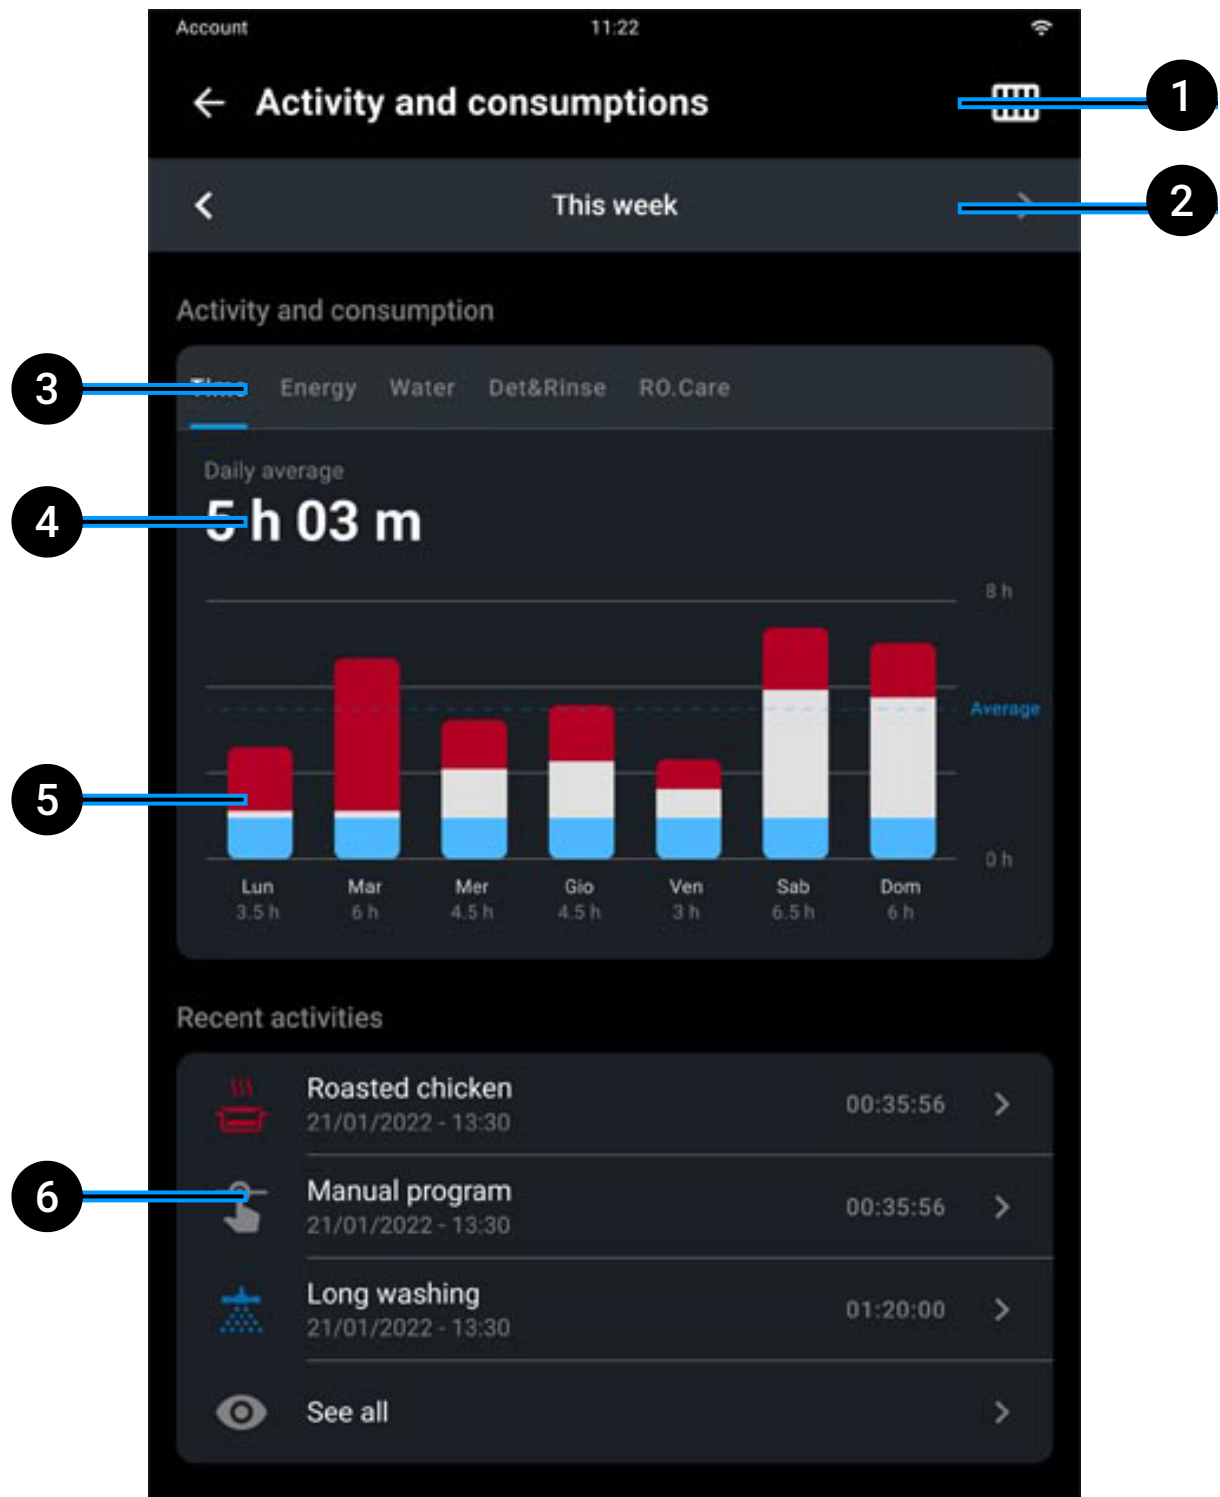 Account 11:22
Activity and consumptions
1
This week
2
Activity and consumption
3
Time Energy Water Det&Rinse RO.Care
Daily average
4
5 h 03 m
8 h
Average
5
0 h
Lun Mar Mer Gio Ven Sab Dom
3.5 h 6 h 4.5 h 4.5 h 3 h 6.5 h 6 h
Recent activities
Roasted chicken
21/01/2022 - 13:30
00:35:56
6
Manual program
21/01/2022 - 13:30
00:35:56
Long washing
21/01/2022 - 13:30
01:20:00
See all